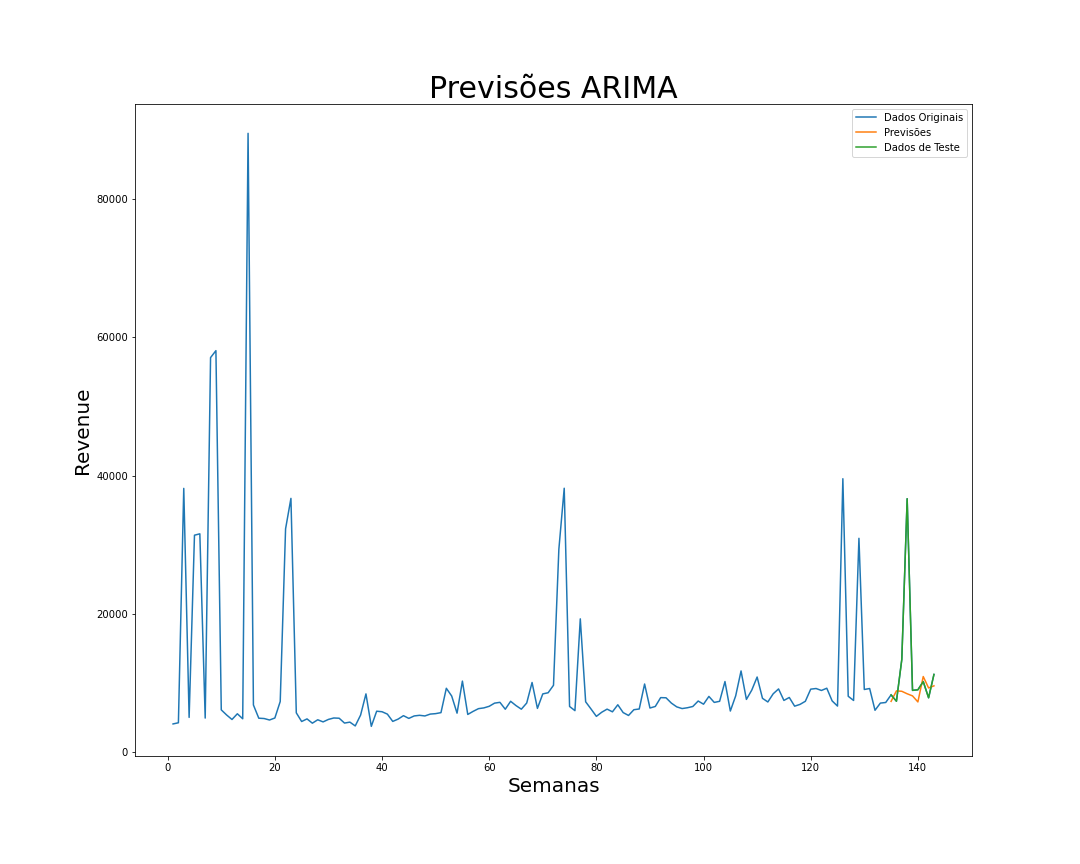 Previsões ARIMA
Dados Originais
Previsões
Dados de Teste
80000
60000
40000
20000
0
Revenue
0 20 40 60 80 100 120 140
Semanas